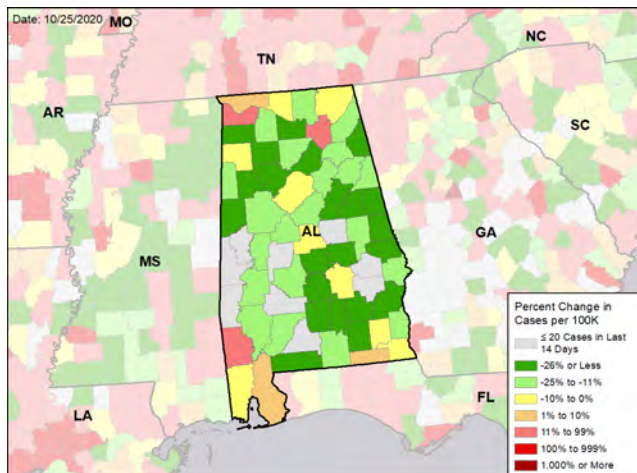 Date: 10/25/2020
MO
NC
TN
AR
SC
AL
MS
GA
LA
FL
Percent Change in
Cases per 100K
≤ 20 Cases in Last
14 Days
-26% or Less
-25% to -11%
-10% to 0%
1% to 10%
11% to 99%
100% to 999%
1,000% or More